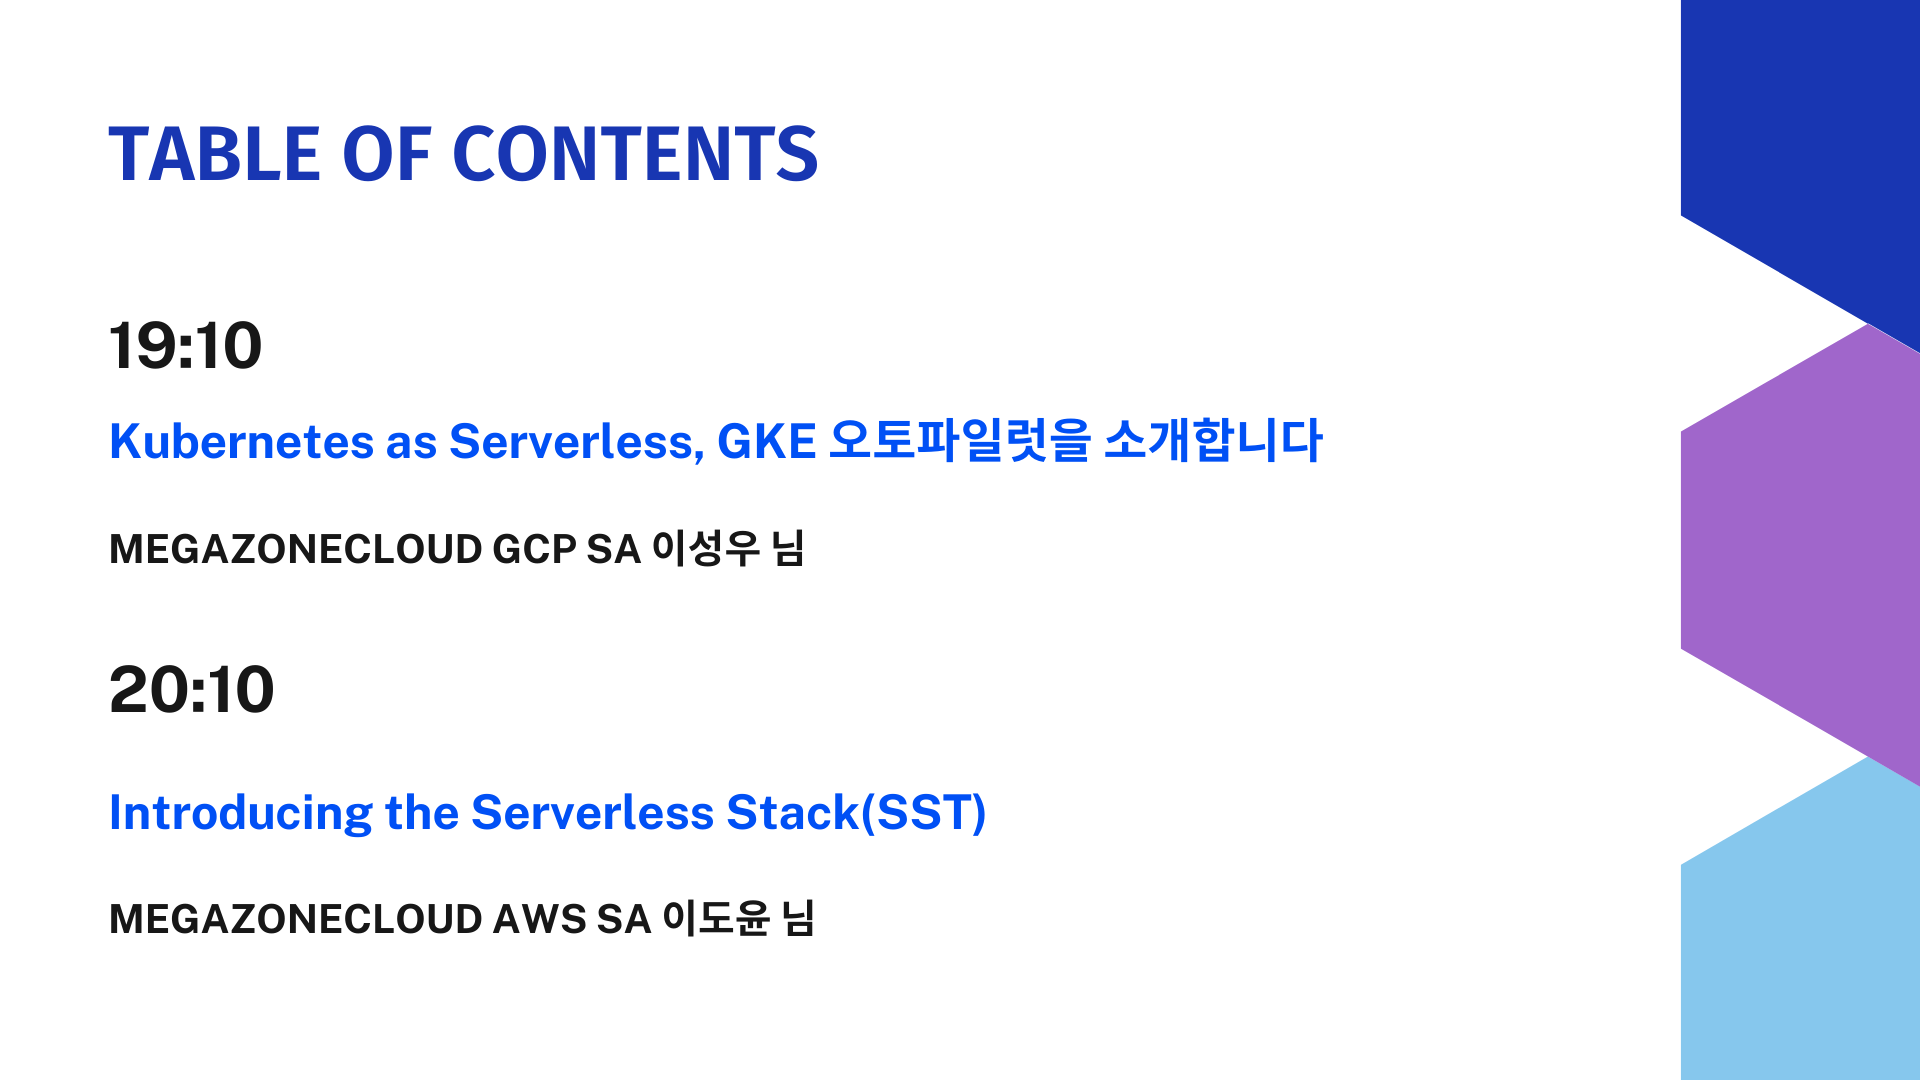 TABLE OF CONTENTS
19:10
Kubernetes as Serverless, GKE 오토파일럿을 소개합니다
MEGAZONECLOUD GCP SA 이성우 님
20:10
Introducing the Serverless Stack(SST)
MEGAZONECLOUD AWS SA 이도윤 님